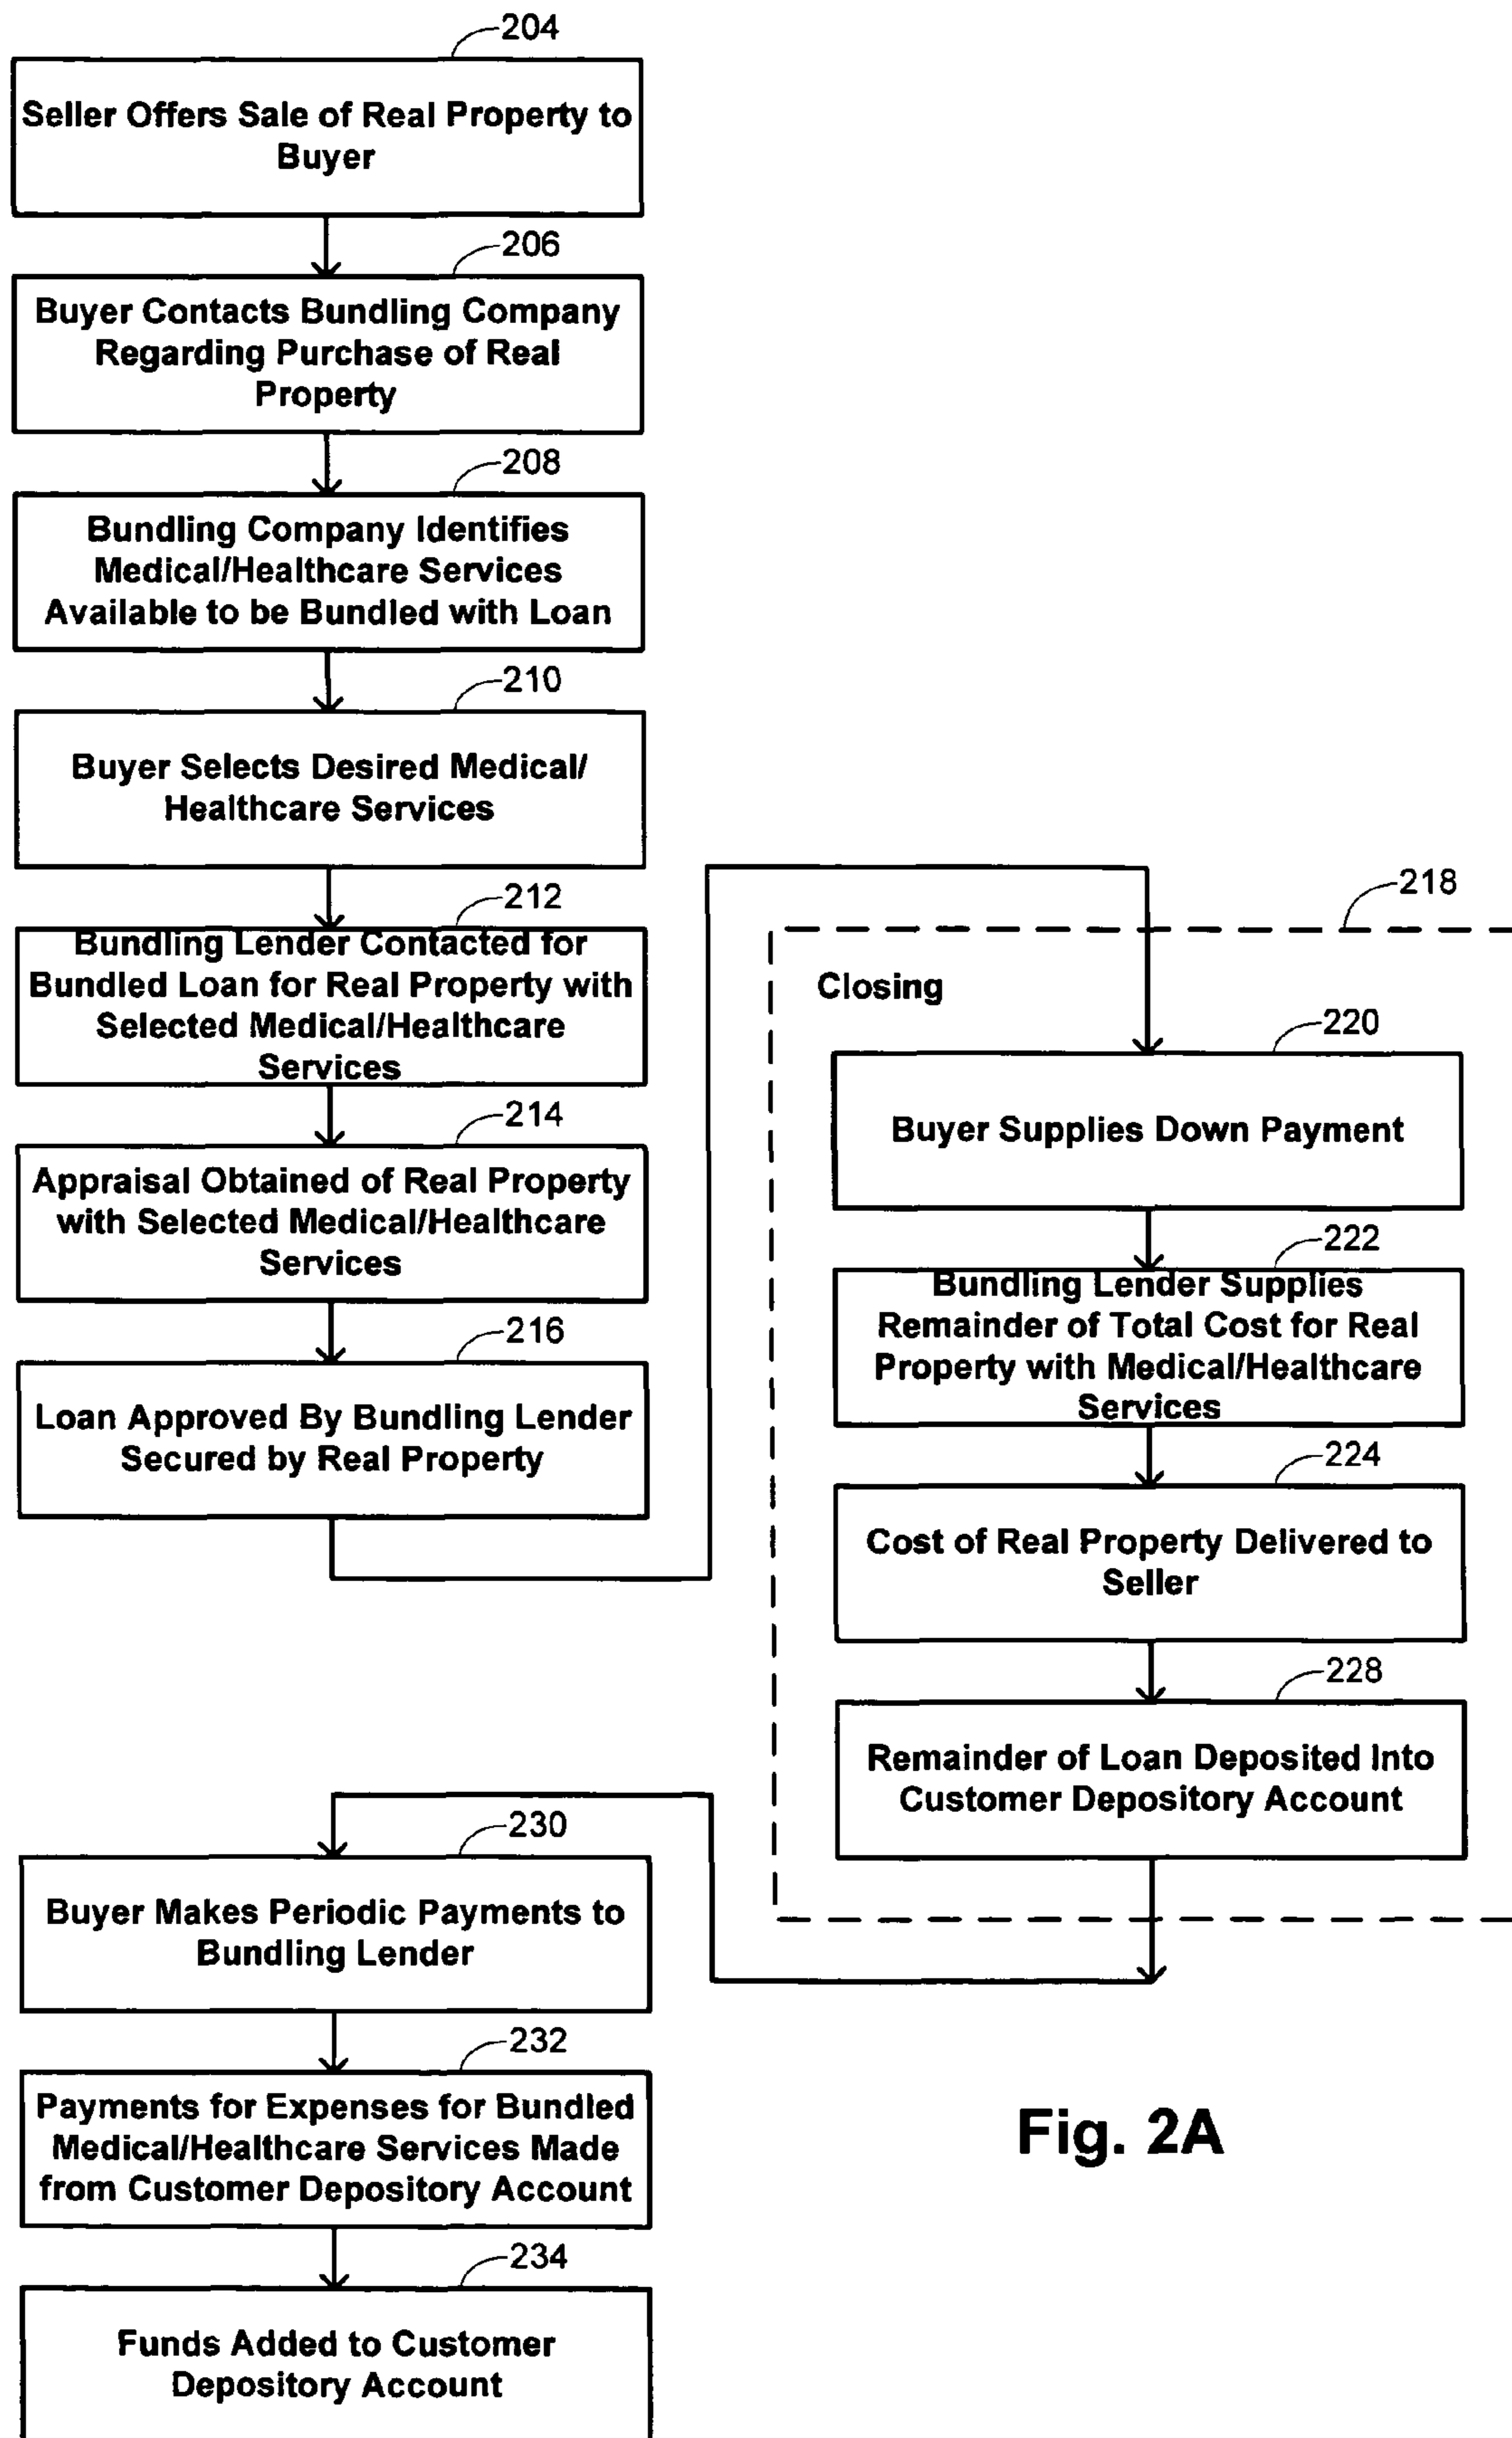 204
Seller Offers Sale of Real Property to
Buyer
206
Buyer Contacts Bundling Company
Regarding Purchase of Real
Property
208
Bundling Company Identifies
Medical/Healthcare Services
Available to be Bundled with Loan
210
Buyer Selects Desired Medical/
Healthcare Services
212
Bundling Lender Contacted for
Bundled Loan for Real Property with
Selected Medical/Healthcare
Services
214
Appraisal Obtained of Real Property
with Selected Medical/Healthcare
Services
216
Loan Approved By Bundling Lender
Secured by Real Property
218
Closing
220
Buyer Supplies Down Payment
222
Bundling Lender Supplies
Remainder of Total Cost for Real
Property with Medical/Healthcare
Services
224
Cost of Real Property Delivered to
Seller
228
Remainder of Loan Deposited Into
Customer Depository Account
230
Buyer Makes Periodic Payments to
Bundling Lender
232
Payments for Expenses for Bundled
Medical/Healthcare Services Made
from Customer Depository Account
234
Funds Added to Customer
Depository Account
Fig. 2A